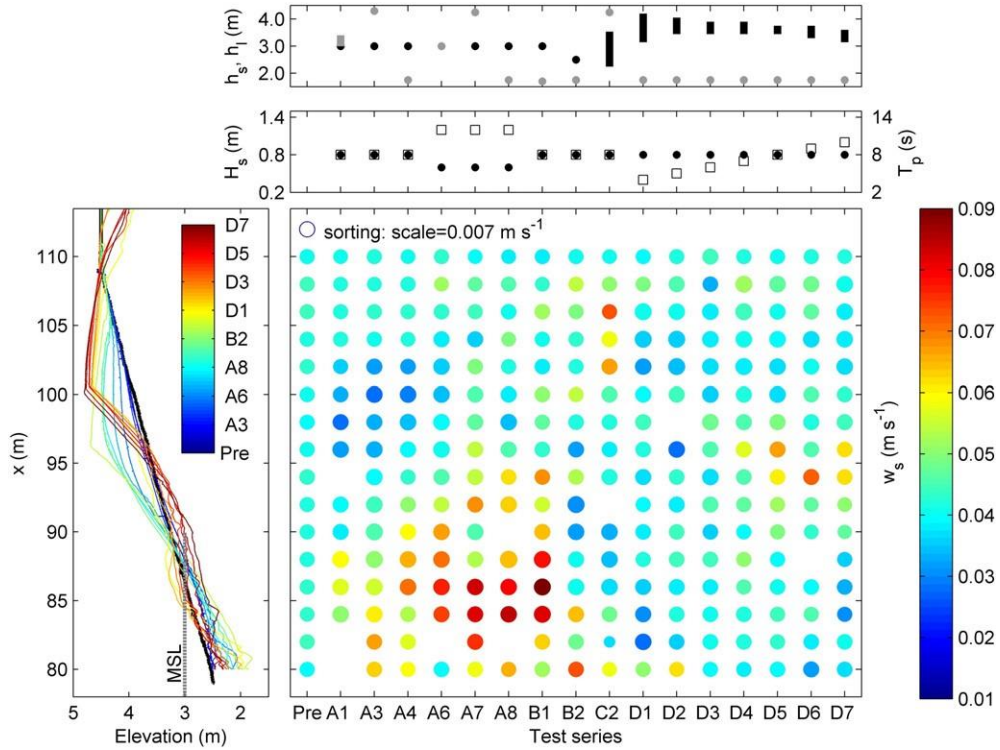 4.0
3.0
2.0
h_s, h_l (m)
1.4
0.8
0.2
H_s (m)
14
8
2
T_p (s)
110
105
100
95
90
85
80
x (m)
D7
D5
D3
D1
B2
A8
A6
A3
Pre
MSL
5 4 3 2
Elevation (m)
sorting: scale=0.007 m s⁻¹
Pre A1 A3 A4 A6 A7 A8 B1 B2 C2 D1 D2 D3 D4 D5 D6 D7
Test series
w_s (m s⁻¹)
0.09
0.08
0.07
0.06
0.05
0.04
0.03
0.02
0.01